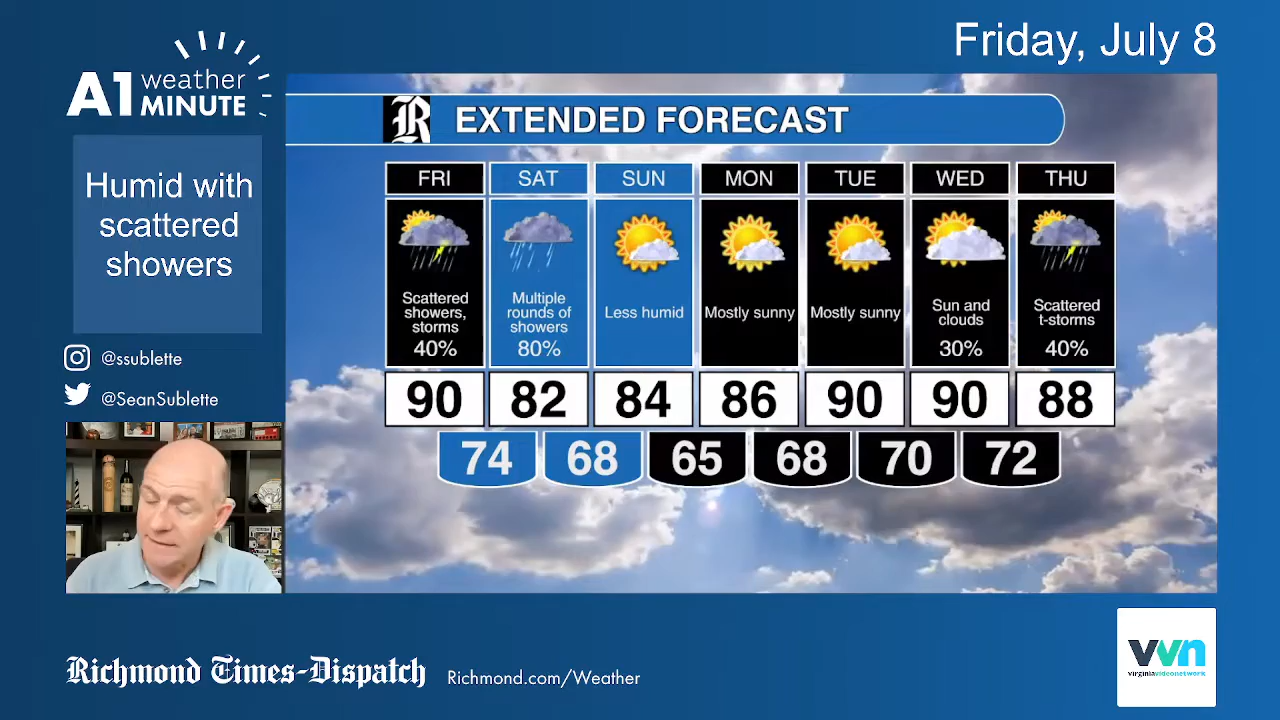 Friday, July 8
A1 weather
MINUTE
Humid with
scattered
showers
@ssublette
@SeanSublette
R EXTENDED FORECAST
FRI SAT SUN MON TUE WED THU
Scattered
showers,
storms
40%
Multiple
rounds of
showers
80%
Less humid
Mostly sunny
Mostly sunny
Sun and
clouds
30%
Scattered
t-storms
40%
90 82 84 86 90 90 88
74 68 65 68 70 72
Richmond Times-Dispatch
Richmond.com/Weather
vvn
virginiavideonetwork